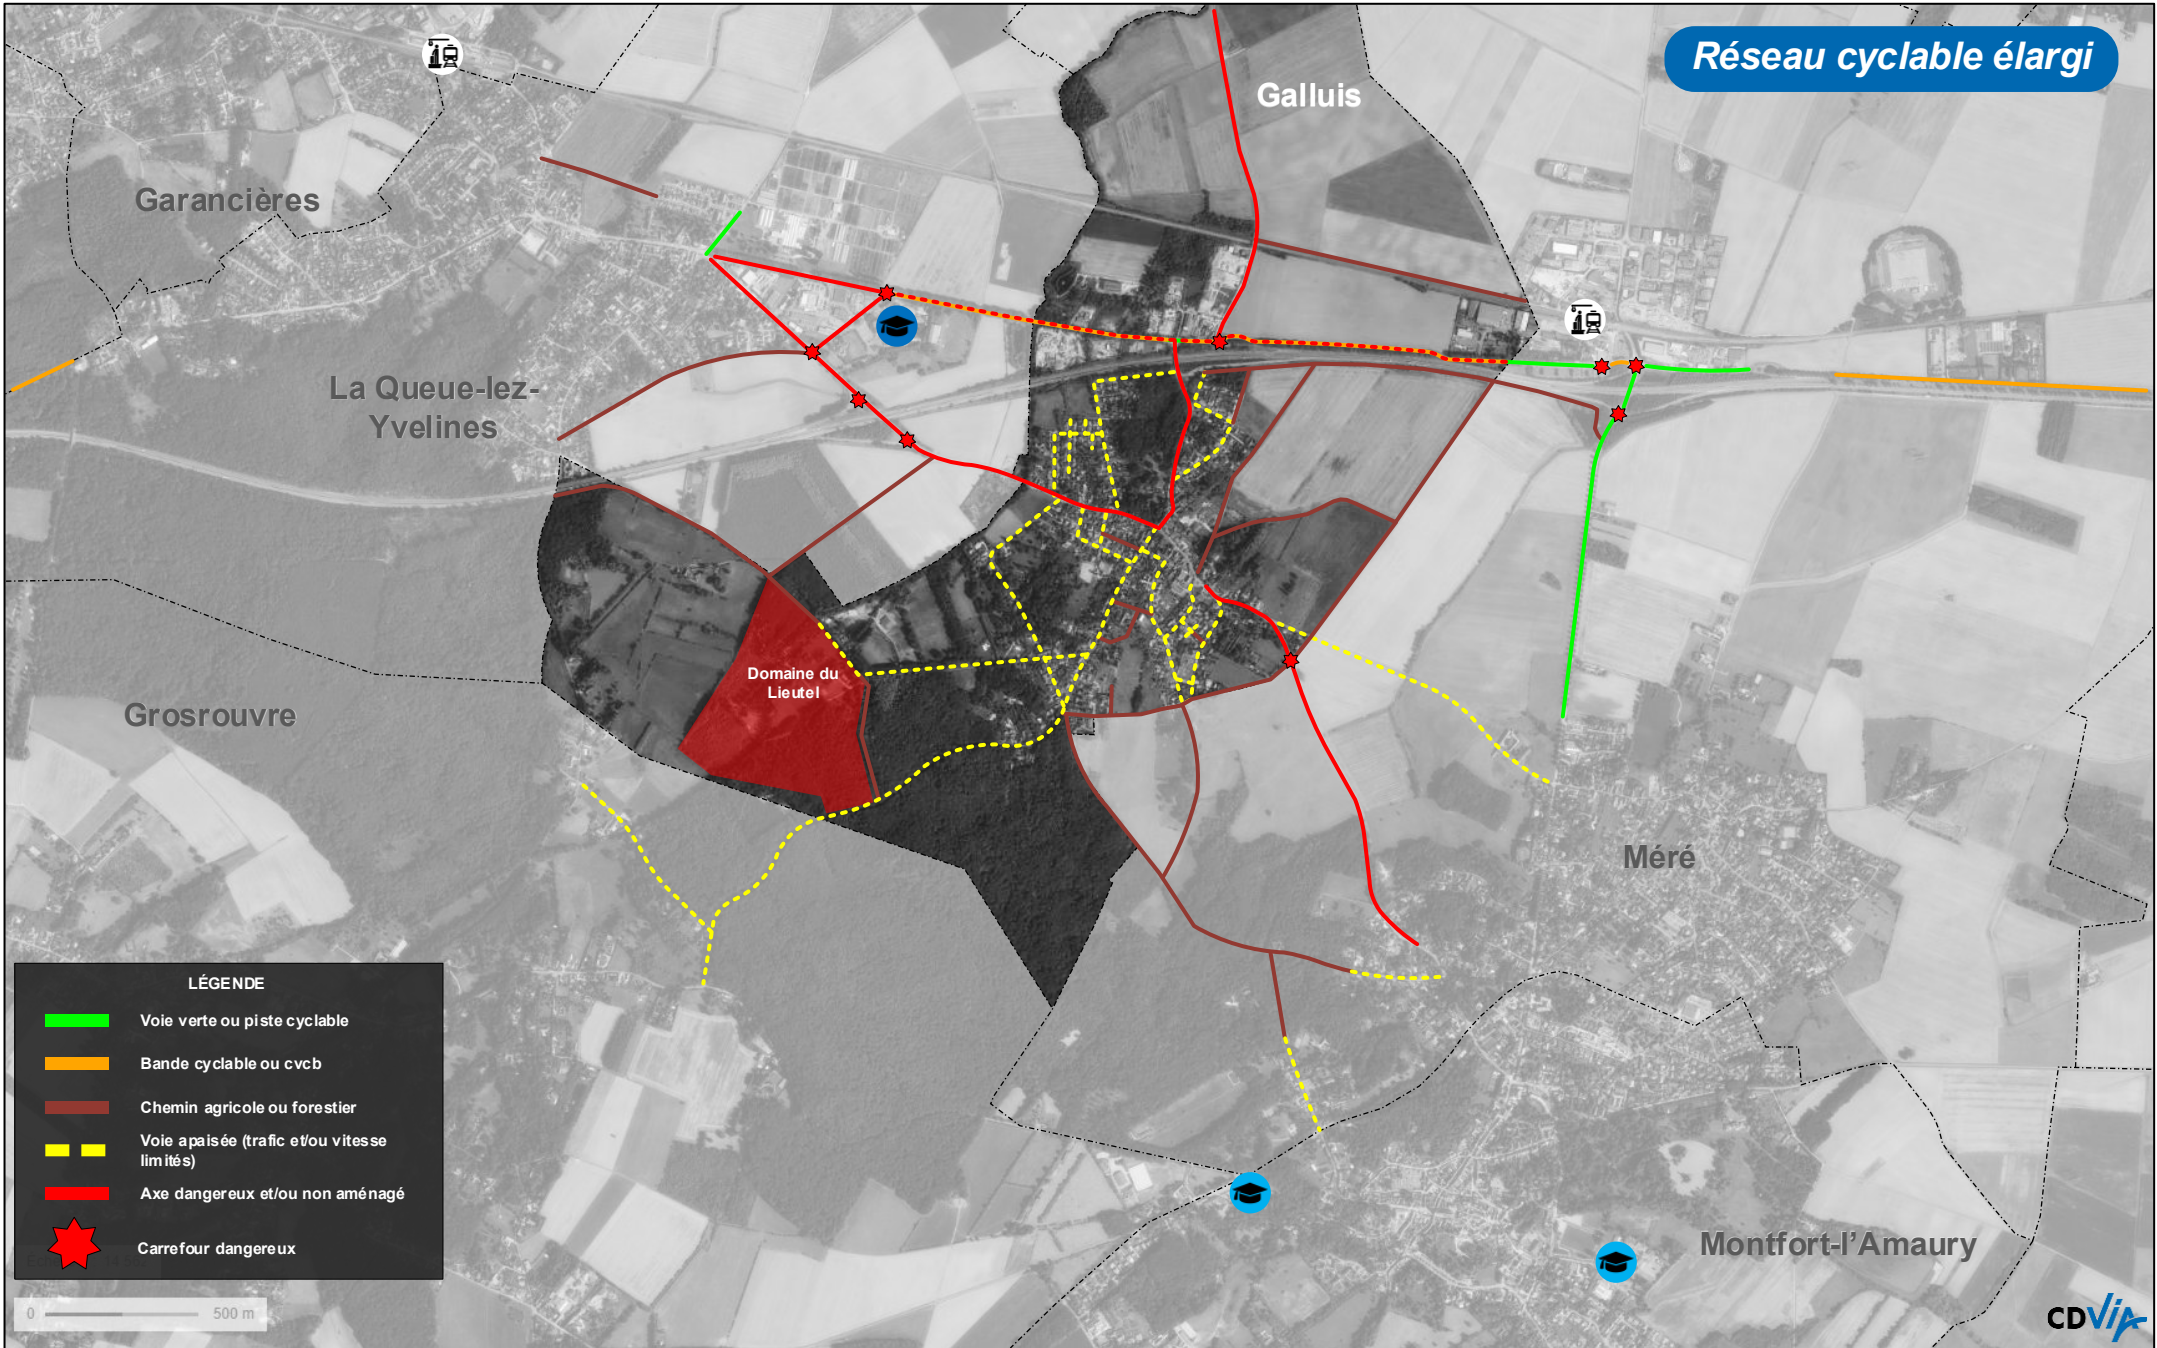 Réseau cyclable élargi
Galluis
Garancières
La Queue-lez-
Yvelines
Domaine du
Lieutel
Grosrouvre
Méré
Montfort-l'Amaury
LÉGENDE
Voie verte ou piste cyclable
Bande cyclable ou cvcb
Chemin agricole ou forestier
Voie apaisée (trafic et/ou vitesse
limités)
Axe dangereux et/ou non aménagé
Carrefour dangereux
0 500 m
CDVIA